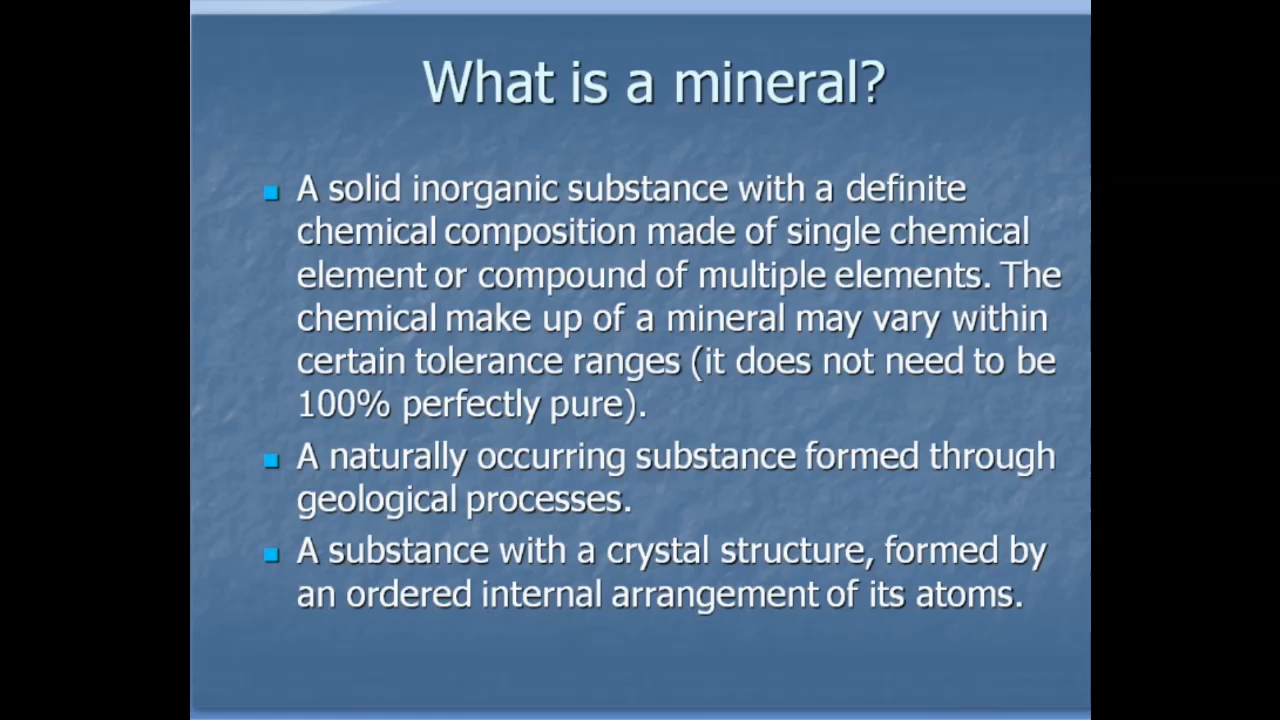 What is a mineral?
A solid inorganic substance with a definite
chemical composition made of single chemical
element or compound of multiple elements. The
chemical make up of a mineral may vary within
certain tolerance ranges (it does not need to be
100% perfectly pure).
A naturally occurring substance formed through
geological processes.
A substance with a crystal structure, formed by
an ordered internal arrangement of its atoms.